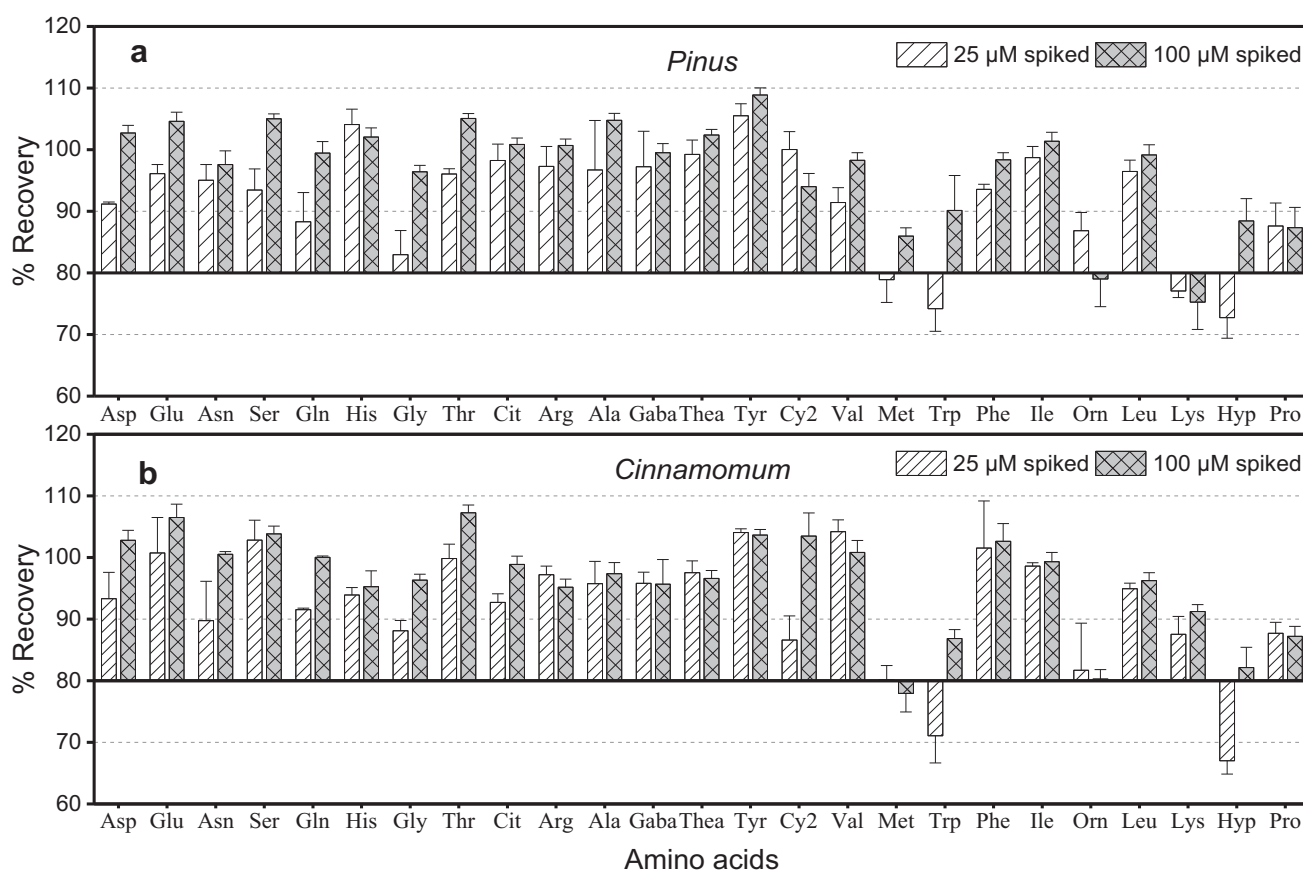 120
a
Pinus
25 µM spiked
100 µM spiked
110
100
90
80
70
60
% Recovery
Asp Glu Asn Ser Gln His Gly Thr Cit Arg Ala Gaba Thea Tyr Cy2 Val Met Trp Phe Ile Orn Leu Lys Hyp Pro
120
b
Cinnamomum
25 µM spiked
100 µM spiked
110
100
90
80
70
60
% Recovery
Asp Glu Asn Ser Gln His Gly Thr Cit Arg Ala Gaba Thea Tyr Cy2 Val Met Trp Phe Ile Orn Leu Lys Hyp Pro
Amino acids